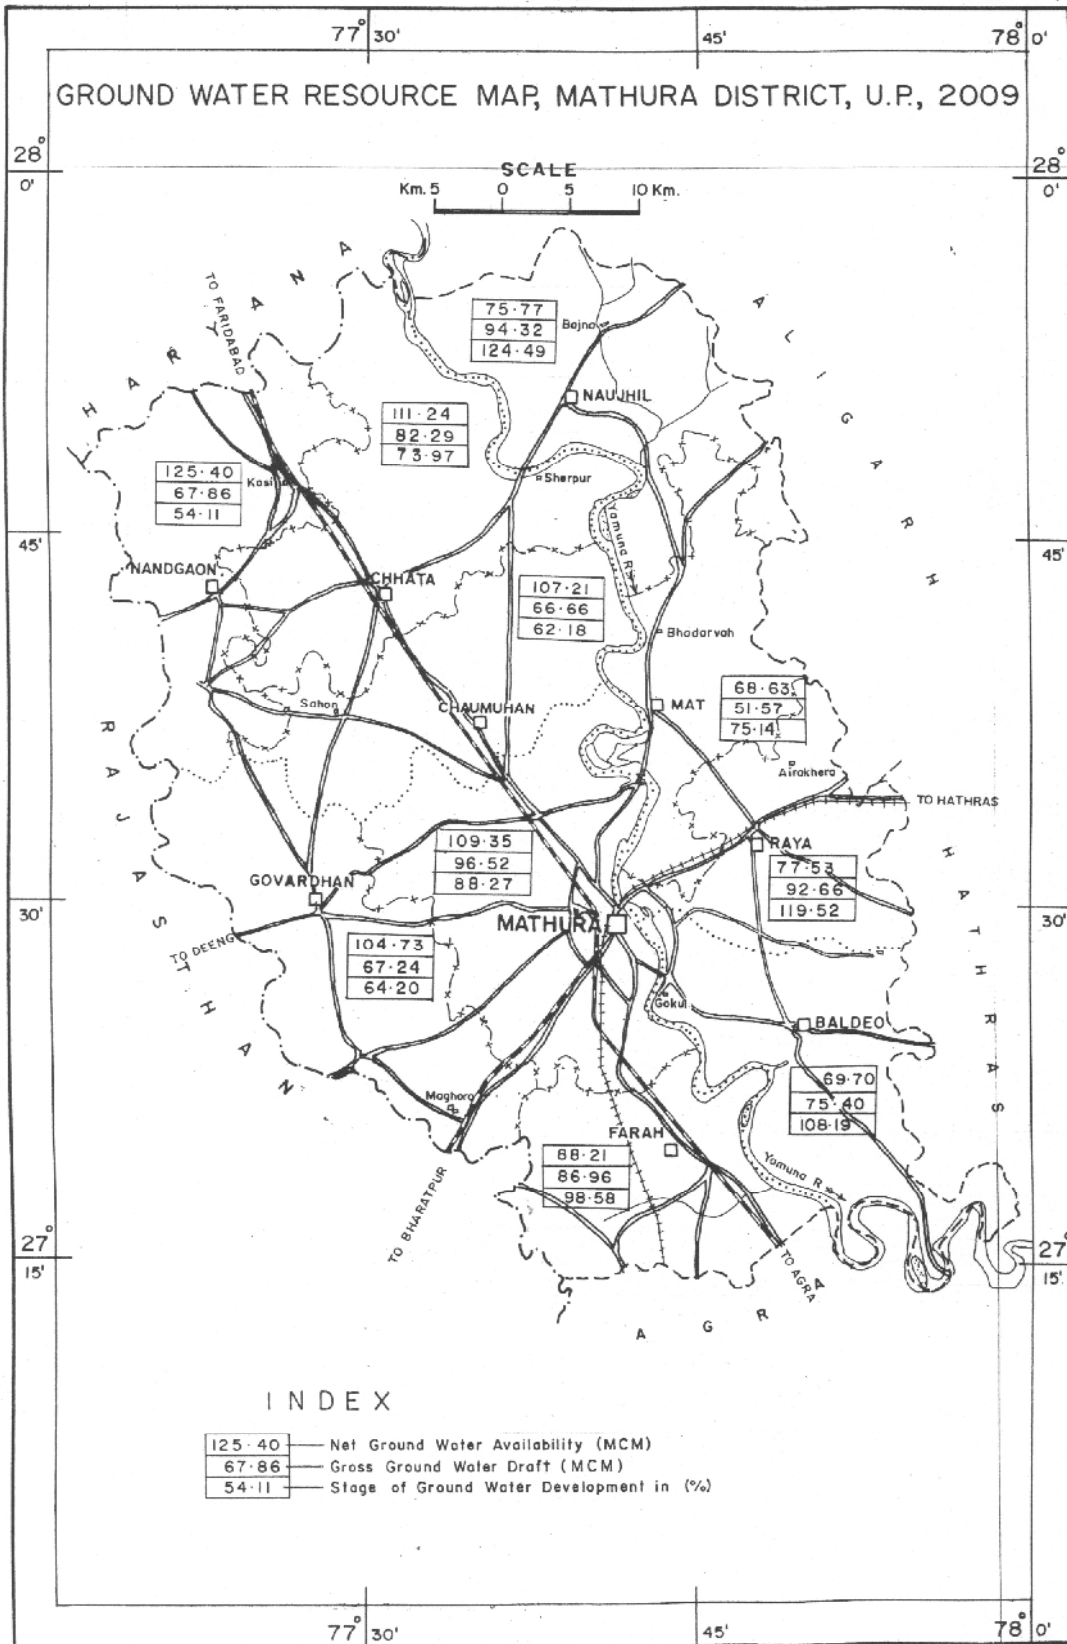 77° 30'
45'
78° 0'
GROUND WATER RESOURCE MAP, MATHURA DISTRICT, U.P., 2009
28° 0'
28° 0'
SCALE
Km. 5 0 5 10 Km.
HARYANA
TO FARIDABAD
ALIGARH
75·77
94·32
124·49
Bajna
NAUJHIL
111·24
82·29
73·97
125·40
67·86
54·11
Kosi
Sherpur
Yamuna R.
45'
45'
NANDGAON
CHHATA
107·21
66·66
62·18
Bhadarvah
68·63
51·57
75·14
MAT
Sahon
CHAUMUHAN
RAJASTHAN
Airakhera
TO HATHRAS
HATHRAS
109·35
96·52
88·27
RAYA
77·53
92·66
119·52
GOVARDHAN
30'
30'
MATHURA
TO DEENG
104·73
67·24
64·20
Gokul
BALDEO
69·70
75·40
108·19
Maghora
FARAH
88·21
86·96
98·58
Yamuna R
TO BHARATPUR
TO AGRA
AGRA
27° 15'
27° 15'
INDEX
125·40 Net Ground Water Availability (MCM)
67·86 Gross Ground Water Draft (MCM)
54·11 Stage of Ground Water Development in (%)
77° 30'
45'
78° 0'